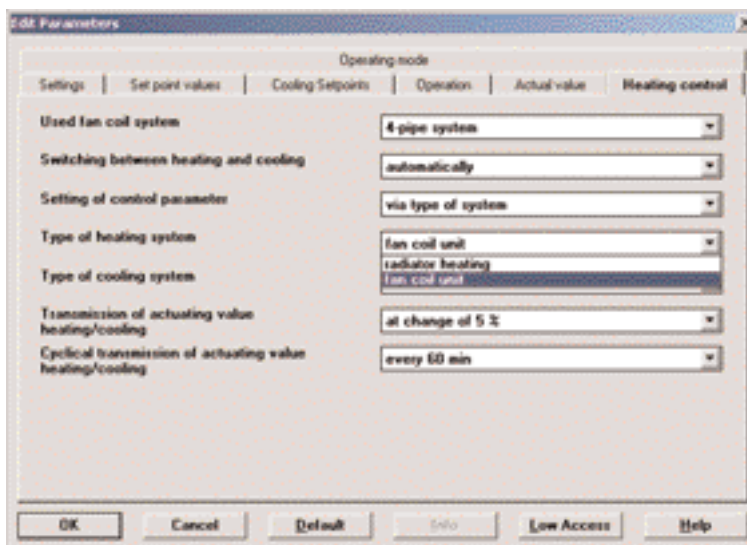 Edit Parameters
Operating mode
Settings
Set point values
Cooling Setpoints
Operation
Actual value
Heating control
Used fan coil system
4-pipe system
Switching between heating and cooling
automatically
Setting of control parameter
via type of system
Type of heating system
fan coil unit
radiator heating
fan coil unit
Type of cooling system
Transmission of actuating value
heating/cooling
at change of 5 %
Cyclical transmission of actuating value
heating/cooling
every 60 min
OK
Cancel
Default
Info
Low Access
Help